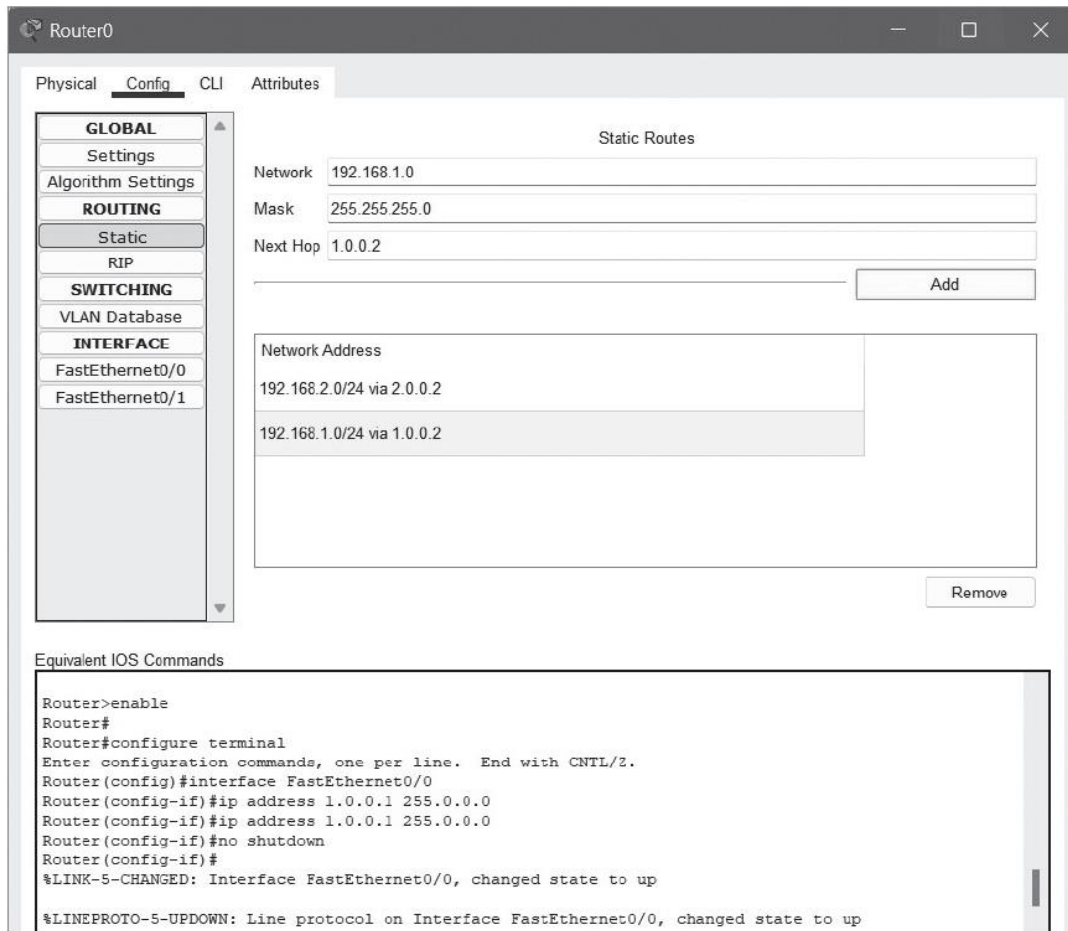 Router0
Physical Config CLI Attributes
GLOBAL
Settings
Algorithm Settings
ROUTING
Static
RIP
SWITCHING
VLAN Database
INTERFACE
FastEthernet0/0
FastEthernet0/1
Static Routes
Network 192.168.1.0
Mask 255.255.255.0
Next Hop 1.0.0.2
Add
Network Address
192.168.2.0/24 via 2.0.0.2
192.168.1.0/24 via 1.0.0.2
Remove
Equivalent IOS Commands
Router>enable
Router#
Router#configure terminal
Enter configuration commands, one per line. End with CNTL/Z.
Router(config)#interface FastEthernet0/0
Router(config-if)#ip address 1.0.0.1 255.0.0.0
Router(config-if)#ip address 1.0.0.1 255.0.0.0
Router(config-if)#no shutdown
Router(config-if)#
%LINK-5-CHANGED: Interface FastEthernet0/0, changed state to up
%LINEPROTO-5-UPDOWN: Line protocol on Interface FastEthernet0/0, changed state to up